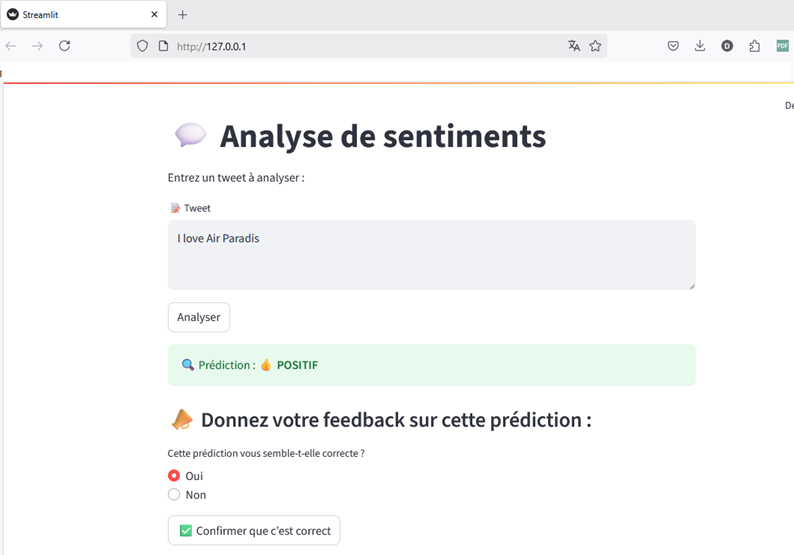 Streamlit
http://127.0.0.1
PDF
De
Analyse de sentiments
Entrez un tweet à analyser :
Tweet
I love Air Paradis
Analyser
Prédiction : POSITIF
Donnez votre feedback sur cette prédiction :
Cette prédiction vous semble-t-elle correcte ?
Oui
Non
Confirmer que c'est correct